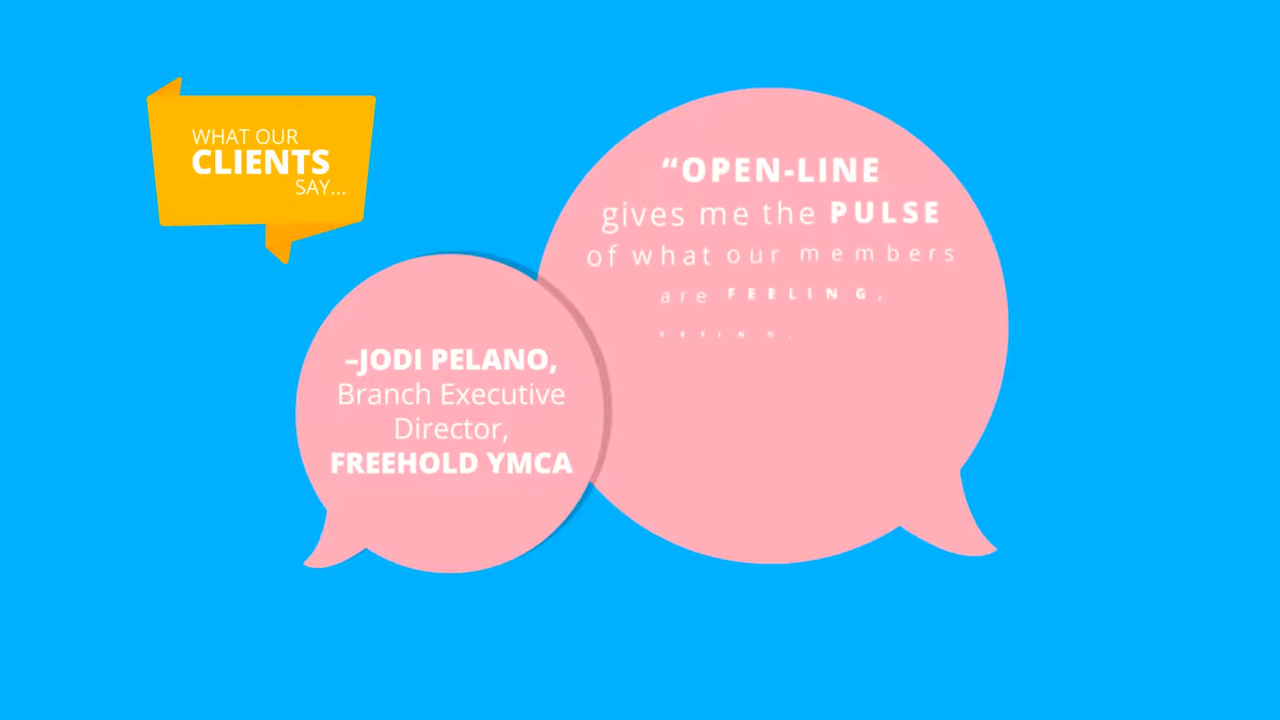 WHAT OUR
CLIENTS
SAY...
“OPEN-LINE
gives me the PULSE
of what our members
are FEELING.
–JODI PELANO,
Branch Executive
Director,
FREEHOLD YMCA